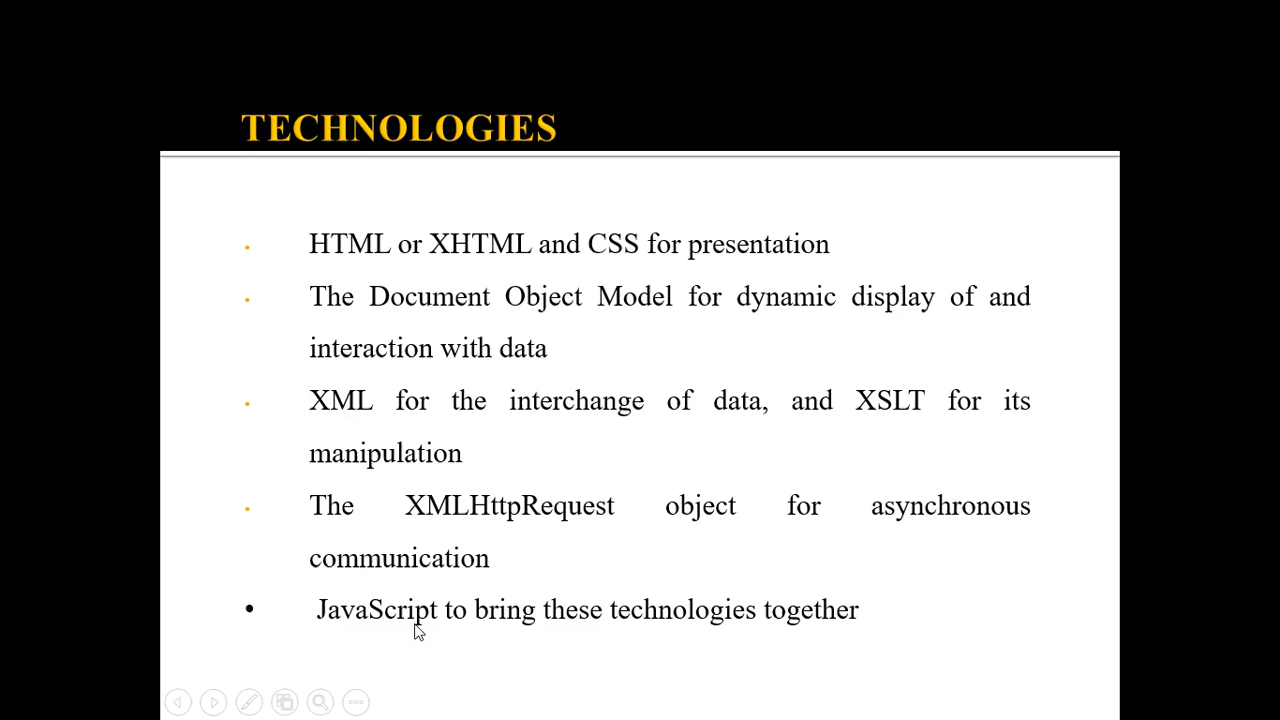 TECHNOLOGIES
• HTML or XHTML and CSS for presentation
• The Document Object Model for dynamic display of and
interaction with data
• XML for the interchange of data, and XSLT for its
manipulation
• The XMLHttpRequest object for asynchronous
communication
• JavaScript to bring these technologies together